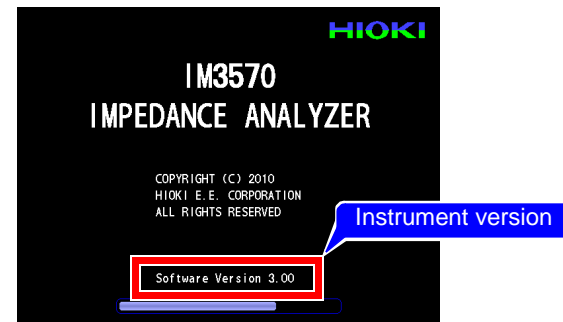 HIOKI
IM3570
IMPEDANCE ANALYZER
COPYRIGHT (C) 2010
HIOKI E.E. CORPORATION
ALL RIGHTS RESERVED
Instrument version
Software Version 3.00